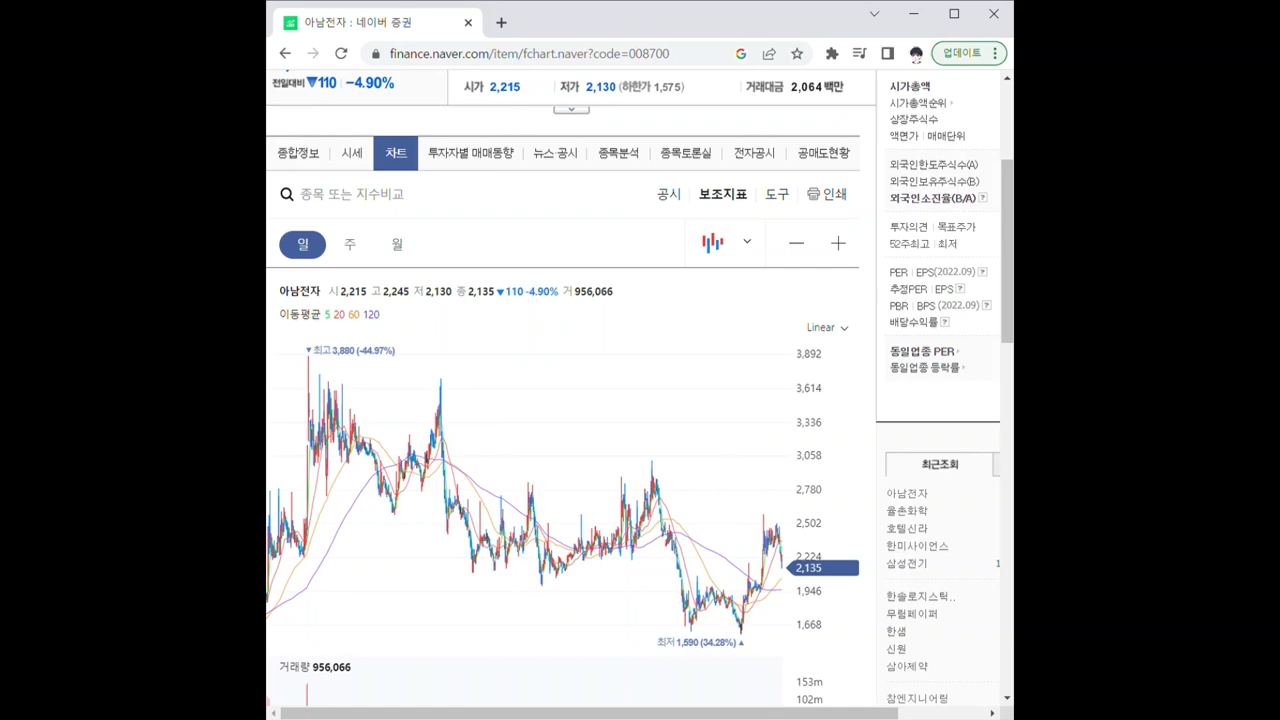 아남전자 : 네이버 증권
finance.naver.com/item/fchart.naver?code=008700
업데이트
전일대비 ▼110 -4.90%
시가 2,215 저가 2,130 (하한가 1,575) 거래대금 2,064 백만
종합정보 시세 차트 투자자별 매매동향 뉴스·공시 종목분석 종목토론실 전자공시 공매도현황
종목 또는 지수비교 공시 보조지표 도구 인쇄
일 주 월
아남전자 시 2,215 고 2,245 저 2,130 종 2,135 ▼110 -4.90% 거 956,066
이동평균 5 20 60 120
Linear
▼최고 3,880 (-44.97%)
3,892
3,614
3,336
3,058
2,780
2,502
2,224
2,135
1,946
1,668
최저 1,590 (34.28%) ▲
거래량 956,066
153m
102m
시가총액
시가총액순위
상장주식수
액면가 매매단위
외국인한도주식수(A)
외국인보유주식수(B)
외국인소진율(B/A) ?
투자의견 목표주가
52주최고 최저
PER EPS(2022.09) ?
추정PER EPS ?
PBR BPS (2022.09) ?
배당수익률 ?
동일업종 PER
동일업종 등락률
최근조회
아남전자
율촌화학
호텔신라
한미사이언스
삼성전기 1
한솔로지스틱..
무림페이퍼
한샘
신원
삼아제약
참엔지니어링